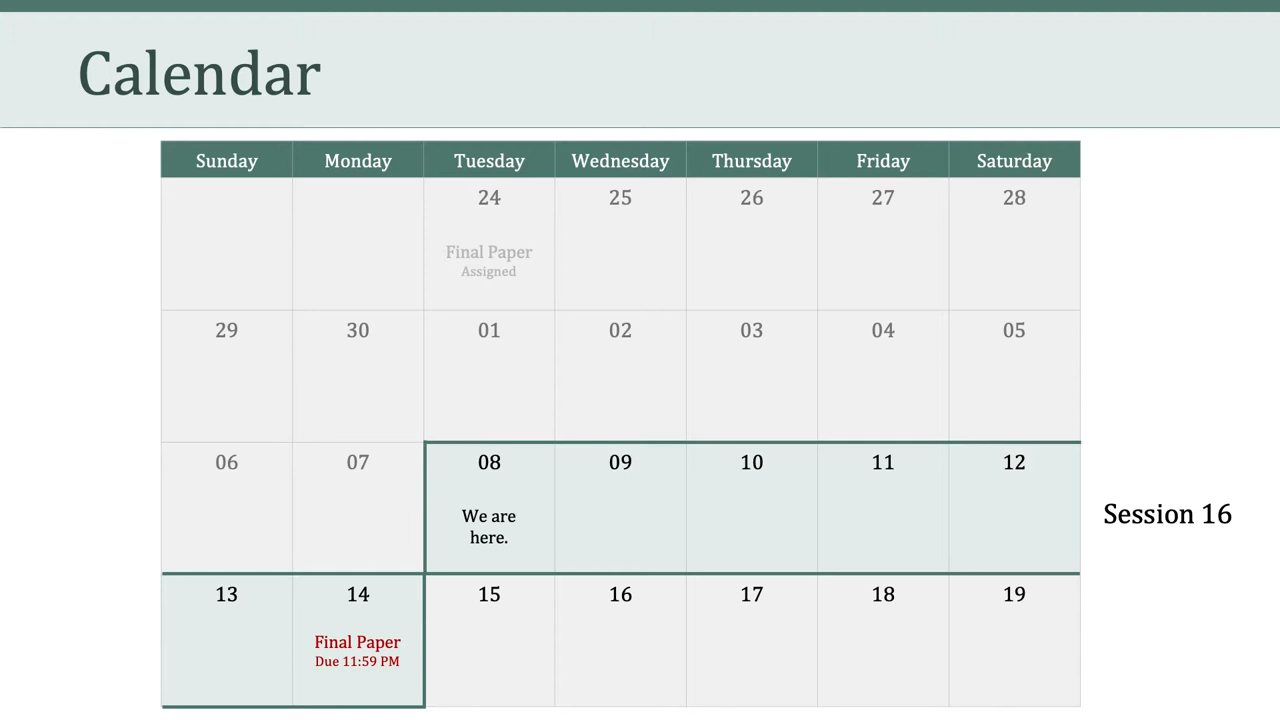 Calendar
Sunday Monday Tuesday Wednesday Thursday Friday Saturday
24 25 26 27 28
Final Paper
Assigned
29 30 01 02 03 04 05
06 07 08 09 10 11 12
We are
here.
Session 16
13 14 15 16 17 18 19
Final Paper
Due 11:59 PM